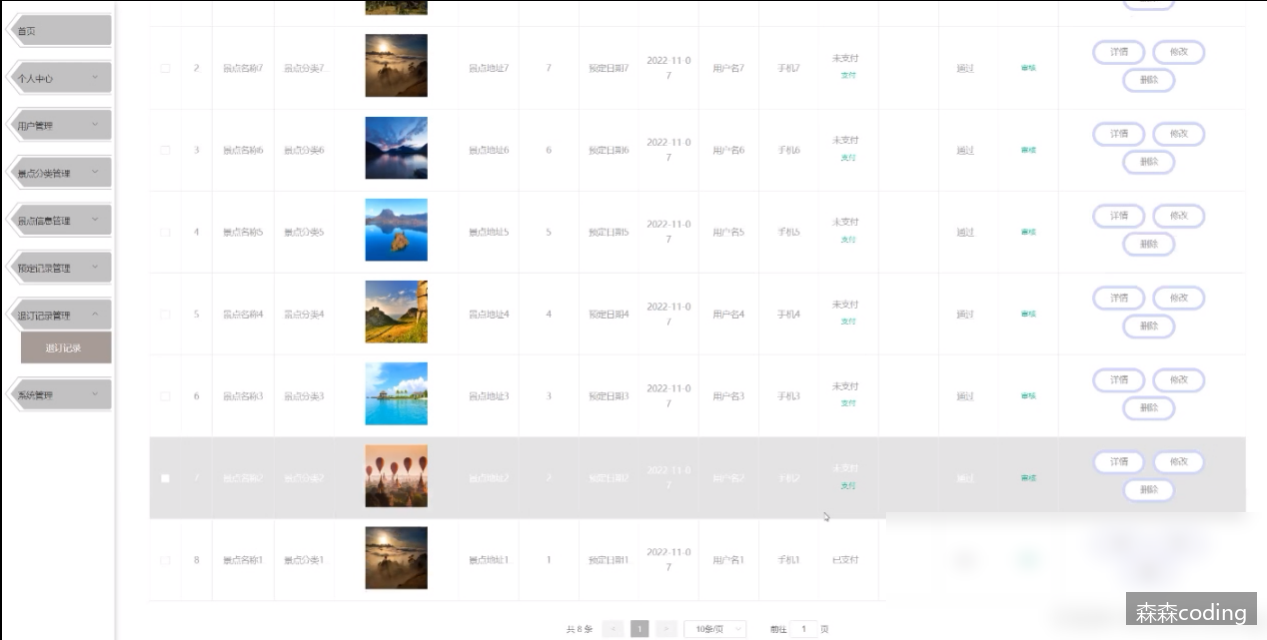 首页
个人中心
用户管理
景点分类管理
景点信息管理
预定记录管理
退订记录管理
退订记录
系统管理
2 景点名称7 景点分类7 景点地址7 7 预定日期7 2022-11-07 用户名7 手机7 未支付 支付 通过 审核 详情 修改 删除
3 景点名称6 景点分类6 景点地址6 6 预定日期6 2022-11-07 用户名6 手机6 未支付 支付 通过 审核 详情 修改 删除
4 景点名称5 景点分类5 景点地址5 5 预定日期5 2022-11-07 用户名5 手机5 未支付 支付 通过 审核 详情 修改 删除
5 景点名称4 景点分类4 景点地址4 4 预定日期4 2022-11-07 用户名4 手机4 未支付 支付 通过 审核 详情 修改 删除
6 景点名称3 景点分类3 景点地址3 3 预定日期3 2022-11-07 用户名3 手机3 未支付 支付 通过 审核 详情 修改 删除
7 景点名称2 景点分类2 景点地址2 2 预定日期2 2022-11-07 用户名2 手机2 未支付 支付 通过 审核 详情 修改 删除
8 景点名称1 景点分类1 景点地址1 1 预定日期1 2022-11-07 用户名1 手机1 已支付
共 8 条 < 1 > 10条/页 前往 1 页
森森coding